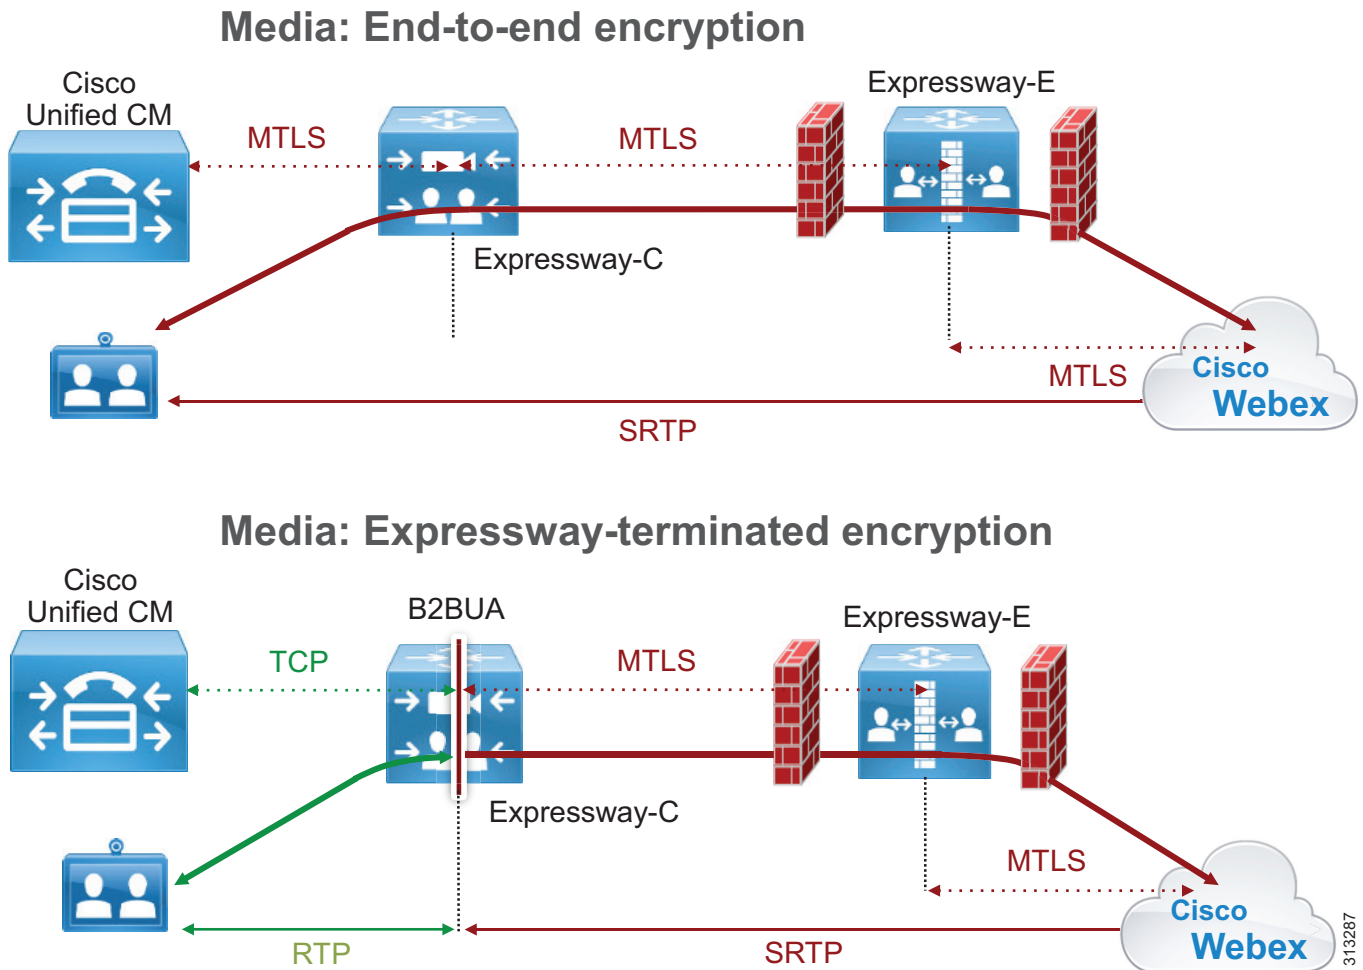 Media: End-to-end encryption
Cisco
Unified CM
Expressway-E
MTLS
MTLS
Expressway-C
MTLS
Cisco
Webex
SRTP
Media: Expressway-terminated encryption
Cisco
Unified CM
B2BUA
Expressway-E
TCP
MTLS
Expressway-C
MTLS
Cisco
Webex
RTP
SRTP
313287